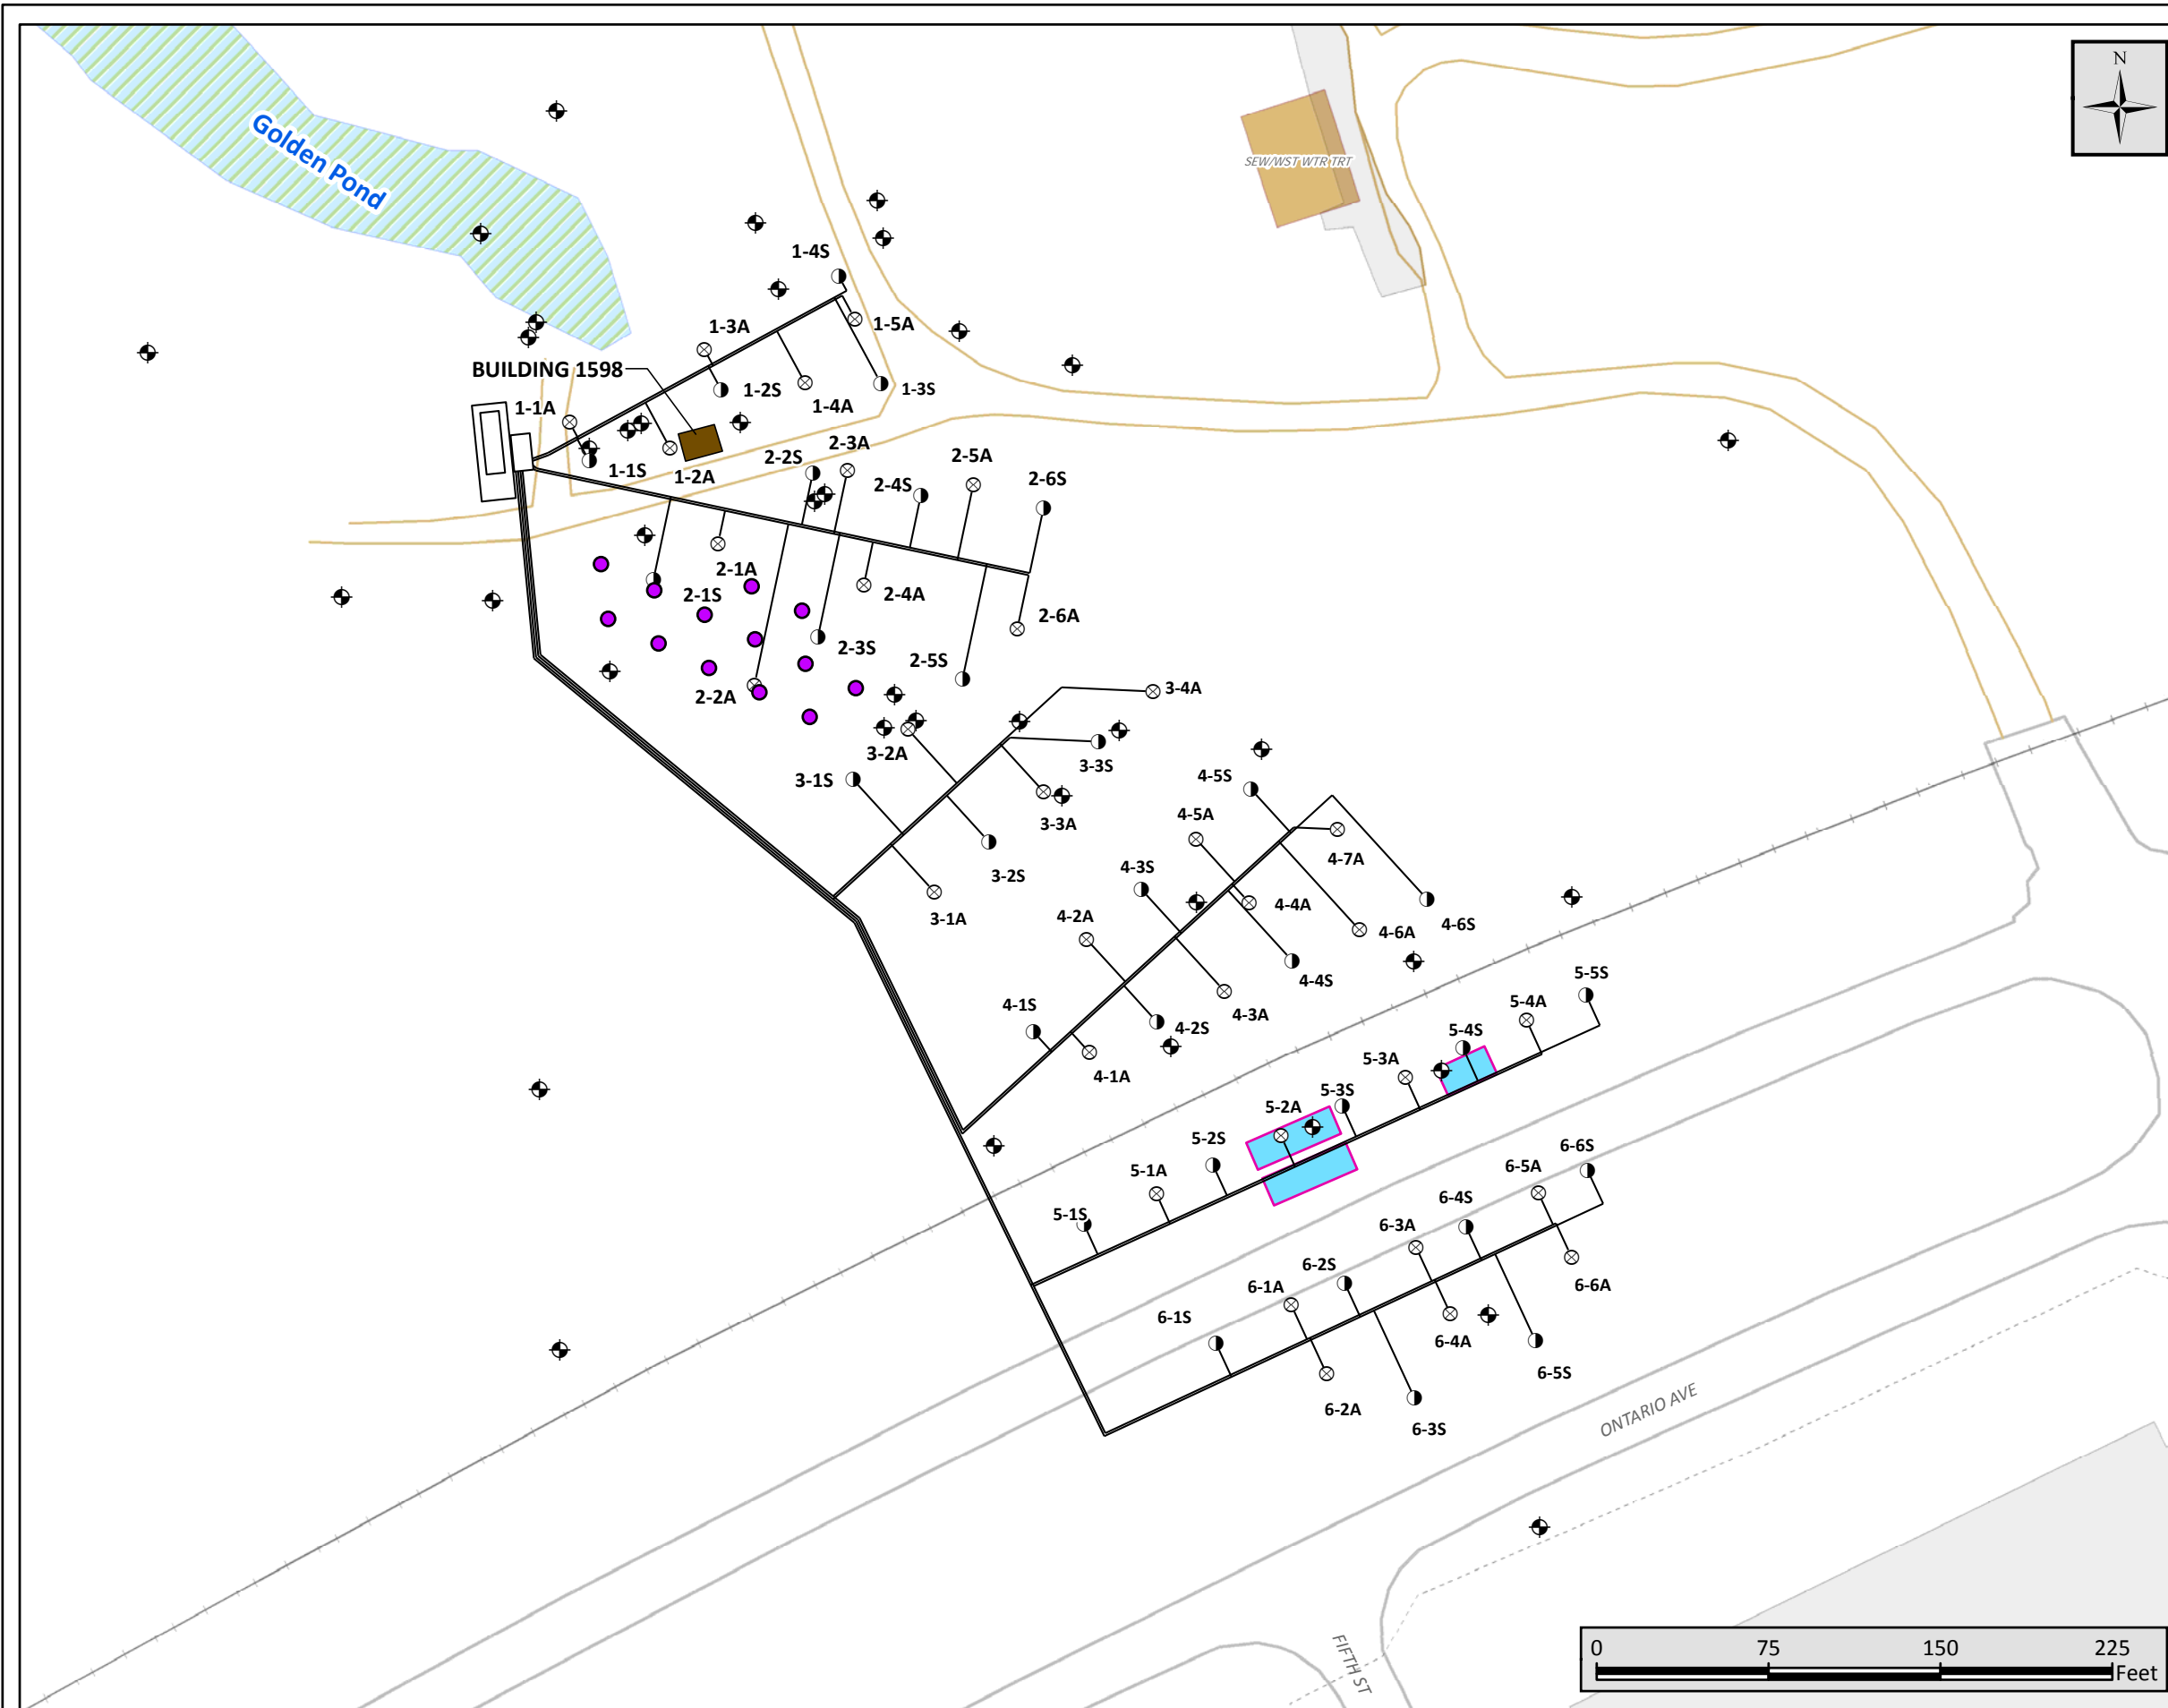 N
Golden Pond
SEW/WST WTR TRT
1-4S
1-3A
1-5A
BUILDING 1598
1-2S
1-3S
1-1A
1-4A
2-3A
2-2S
2-5A
1-1S
1-2A
2-4S
2-6S
2-1A
2-1S
2-4A
2-6A
2-3S
2-5S
2-2A
3-4A
3-2A
3-3S
3-1S
4-5S
4-5A
3-3A
4-7A
4-3S
3-2S
4-4A
3-1A
4-2A
4-6S
4-6A
4-4S
5-5S
4-1S
5-4A
4-3A
4-2S
5-4S
5-3A
4-1A
5-3S
5-2A
5-2S
6-6S
6-5A
5-1A
6-4S
5-1S
6-3A
6-2S
6-1A
6-6A
6-1S
6-4A
6-5S
6-2A
6-3S
ONTARIO AVE
FIFTH ST
0 75 150 225
Feet